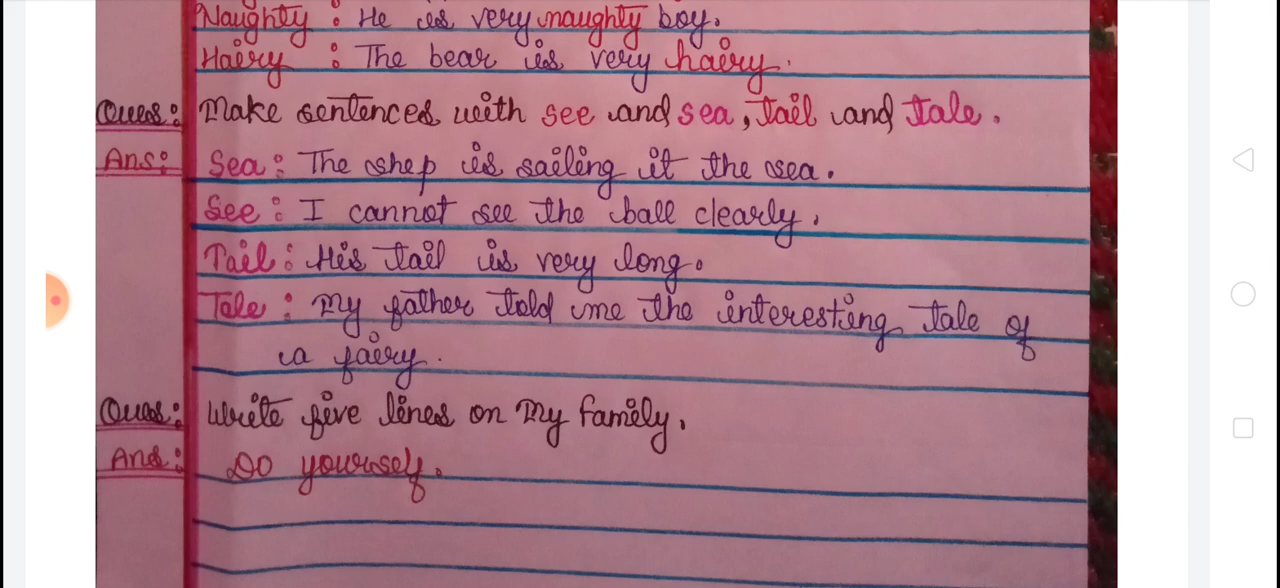 Naughty : He is very naughty boy.
Hairy : The bear is very hairy.
Ques: Make sentences with see and sea, tail and tale.
Ans: Sea : The shep is sailing it the sea.
See : I cannot see the ball clearly.
Tail : His tail is very long.
Tale : My father told me the interesting tale of
a fairy.
Ques: Write five lines on My family.
Ans: Do yourself.